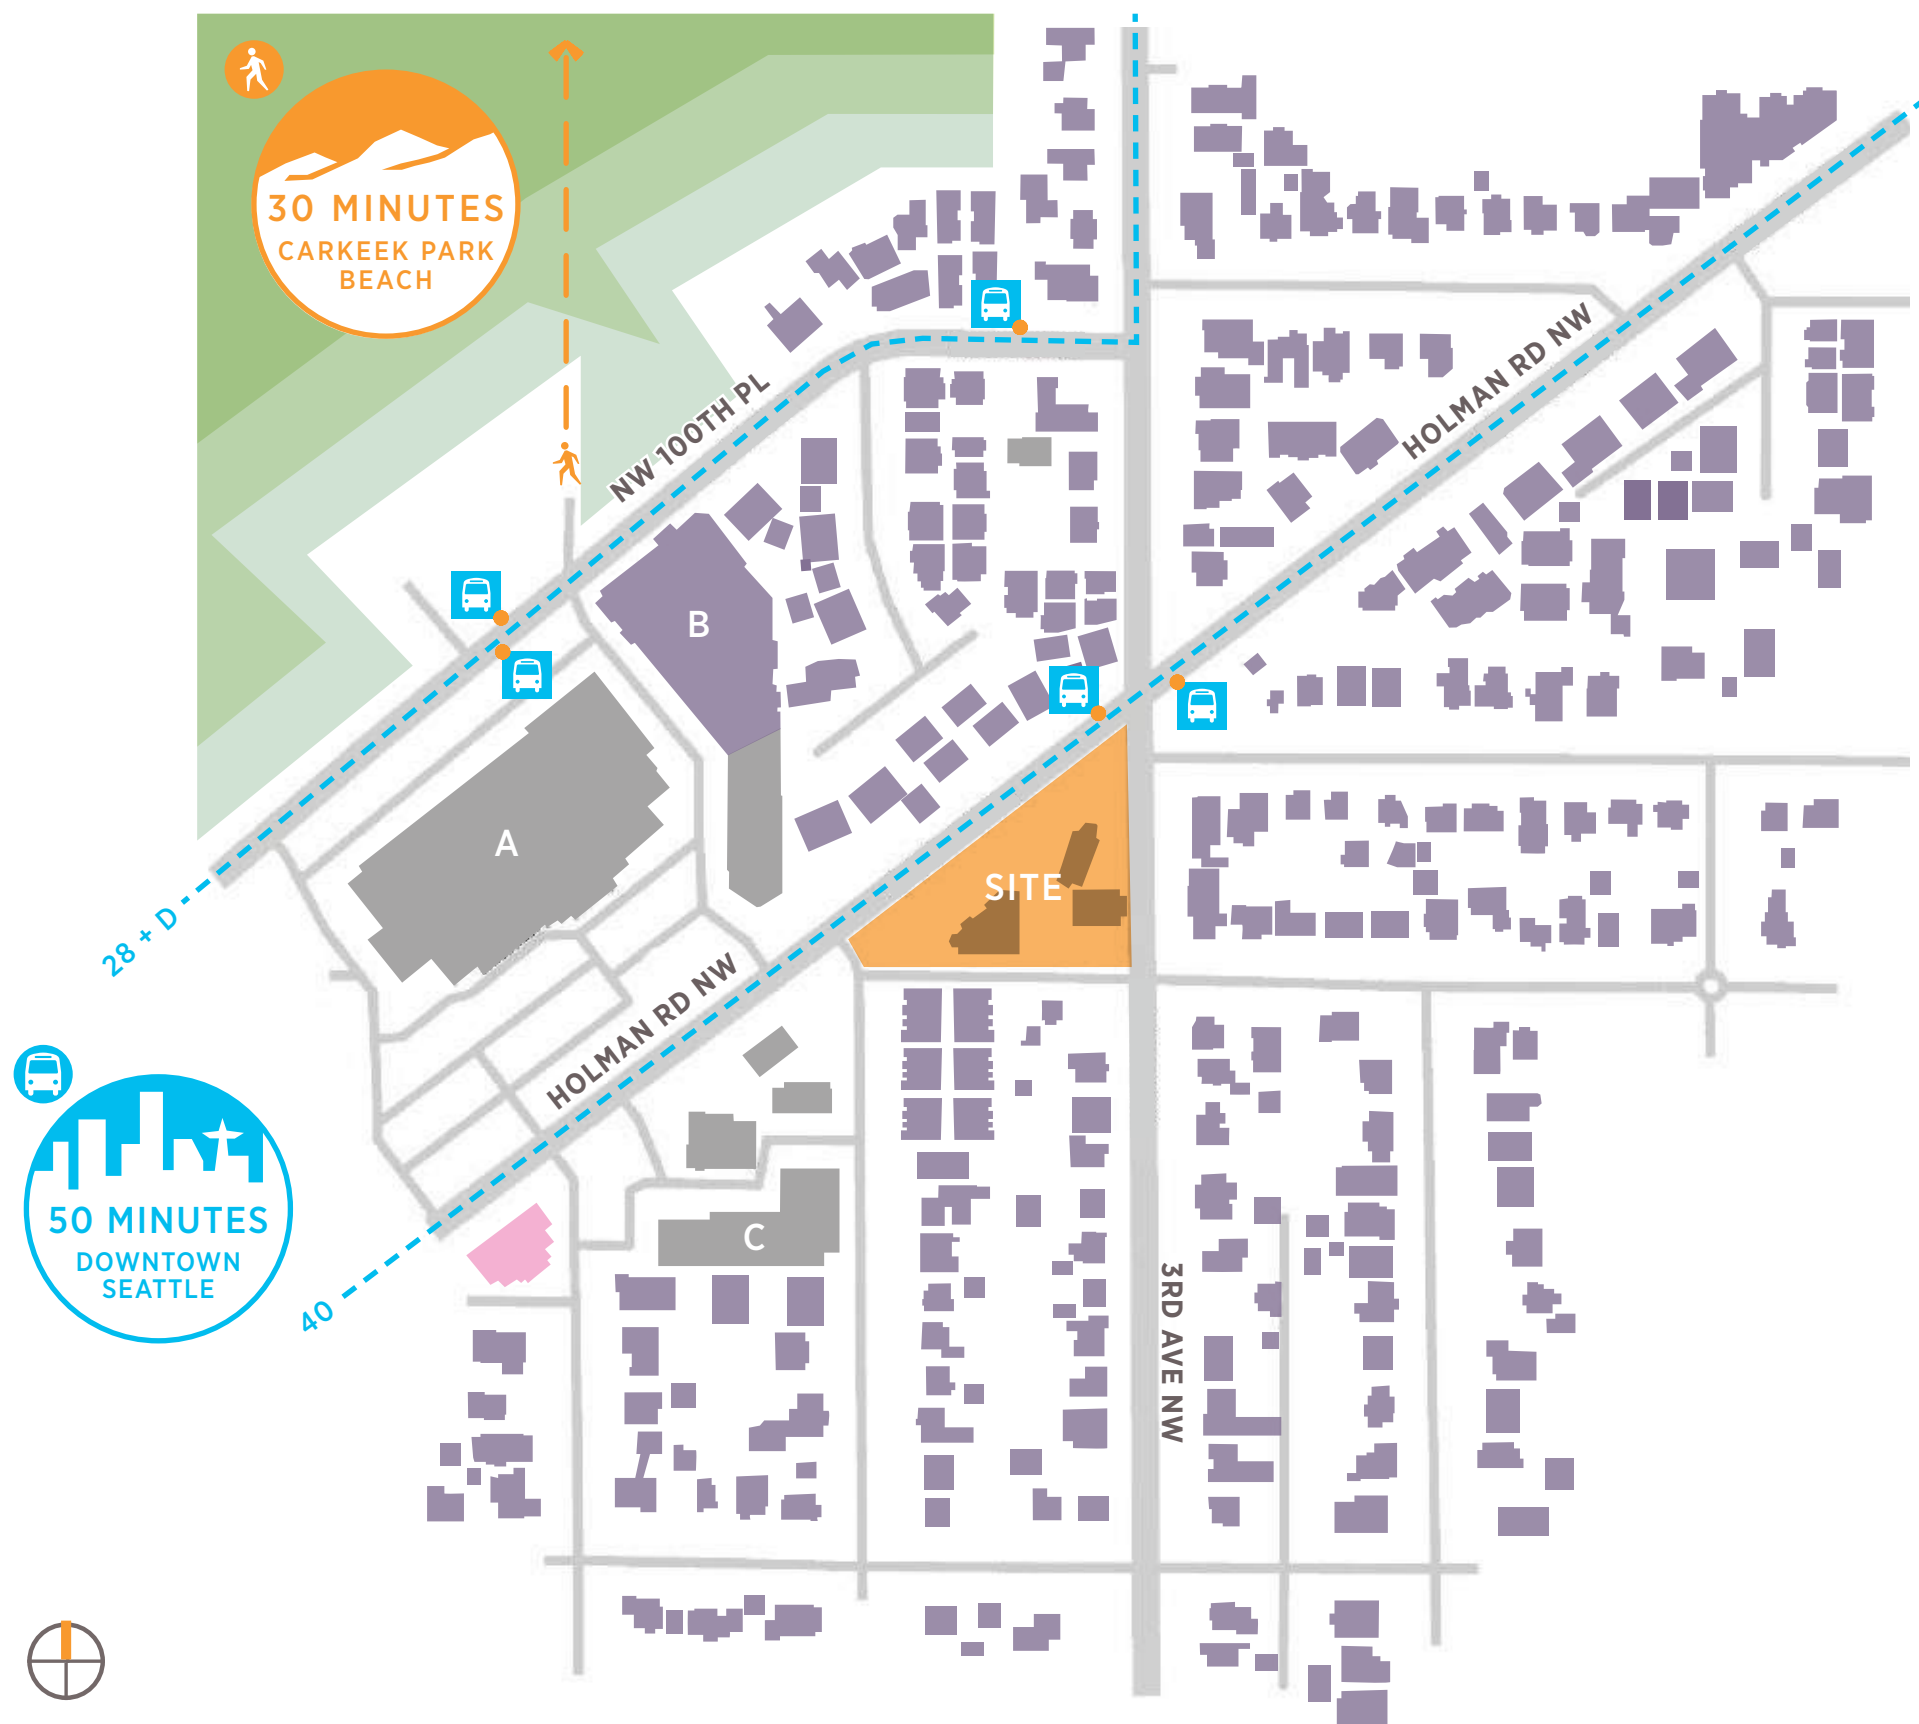 30 MINUTES
CARKEEK PARK
BEACH
NW 100TH PL
HOLMAN RD NW
B
A
SITE
28 + D
HOLMAN RD NW
50 MINUTES
DOWNTOWN
SEATTLE
C
40
3RD AVE NW